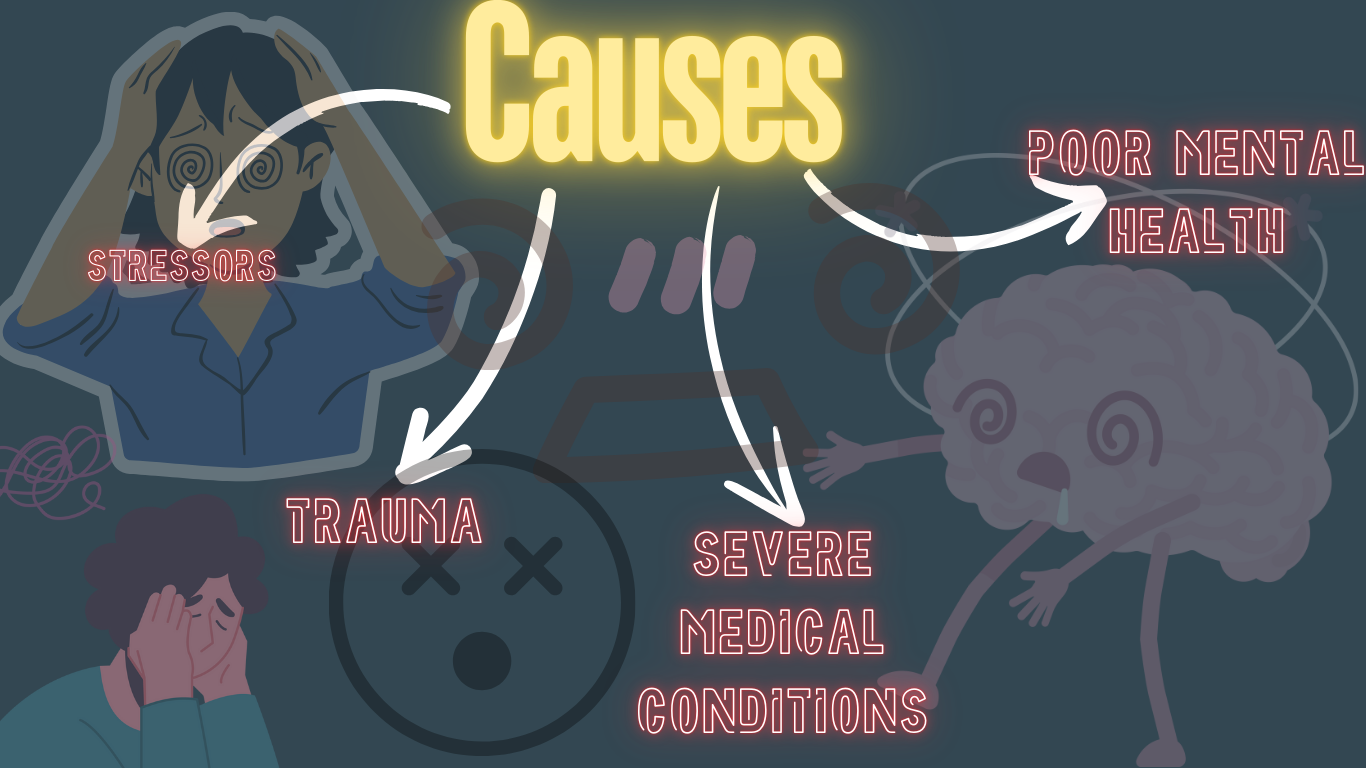 Causes
POOR MENTAL
HEALTH
STRESSORS
TRAUMA
SEVERE
MEDiCAL
CONDiTiONS